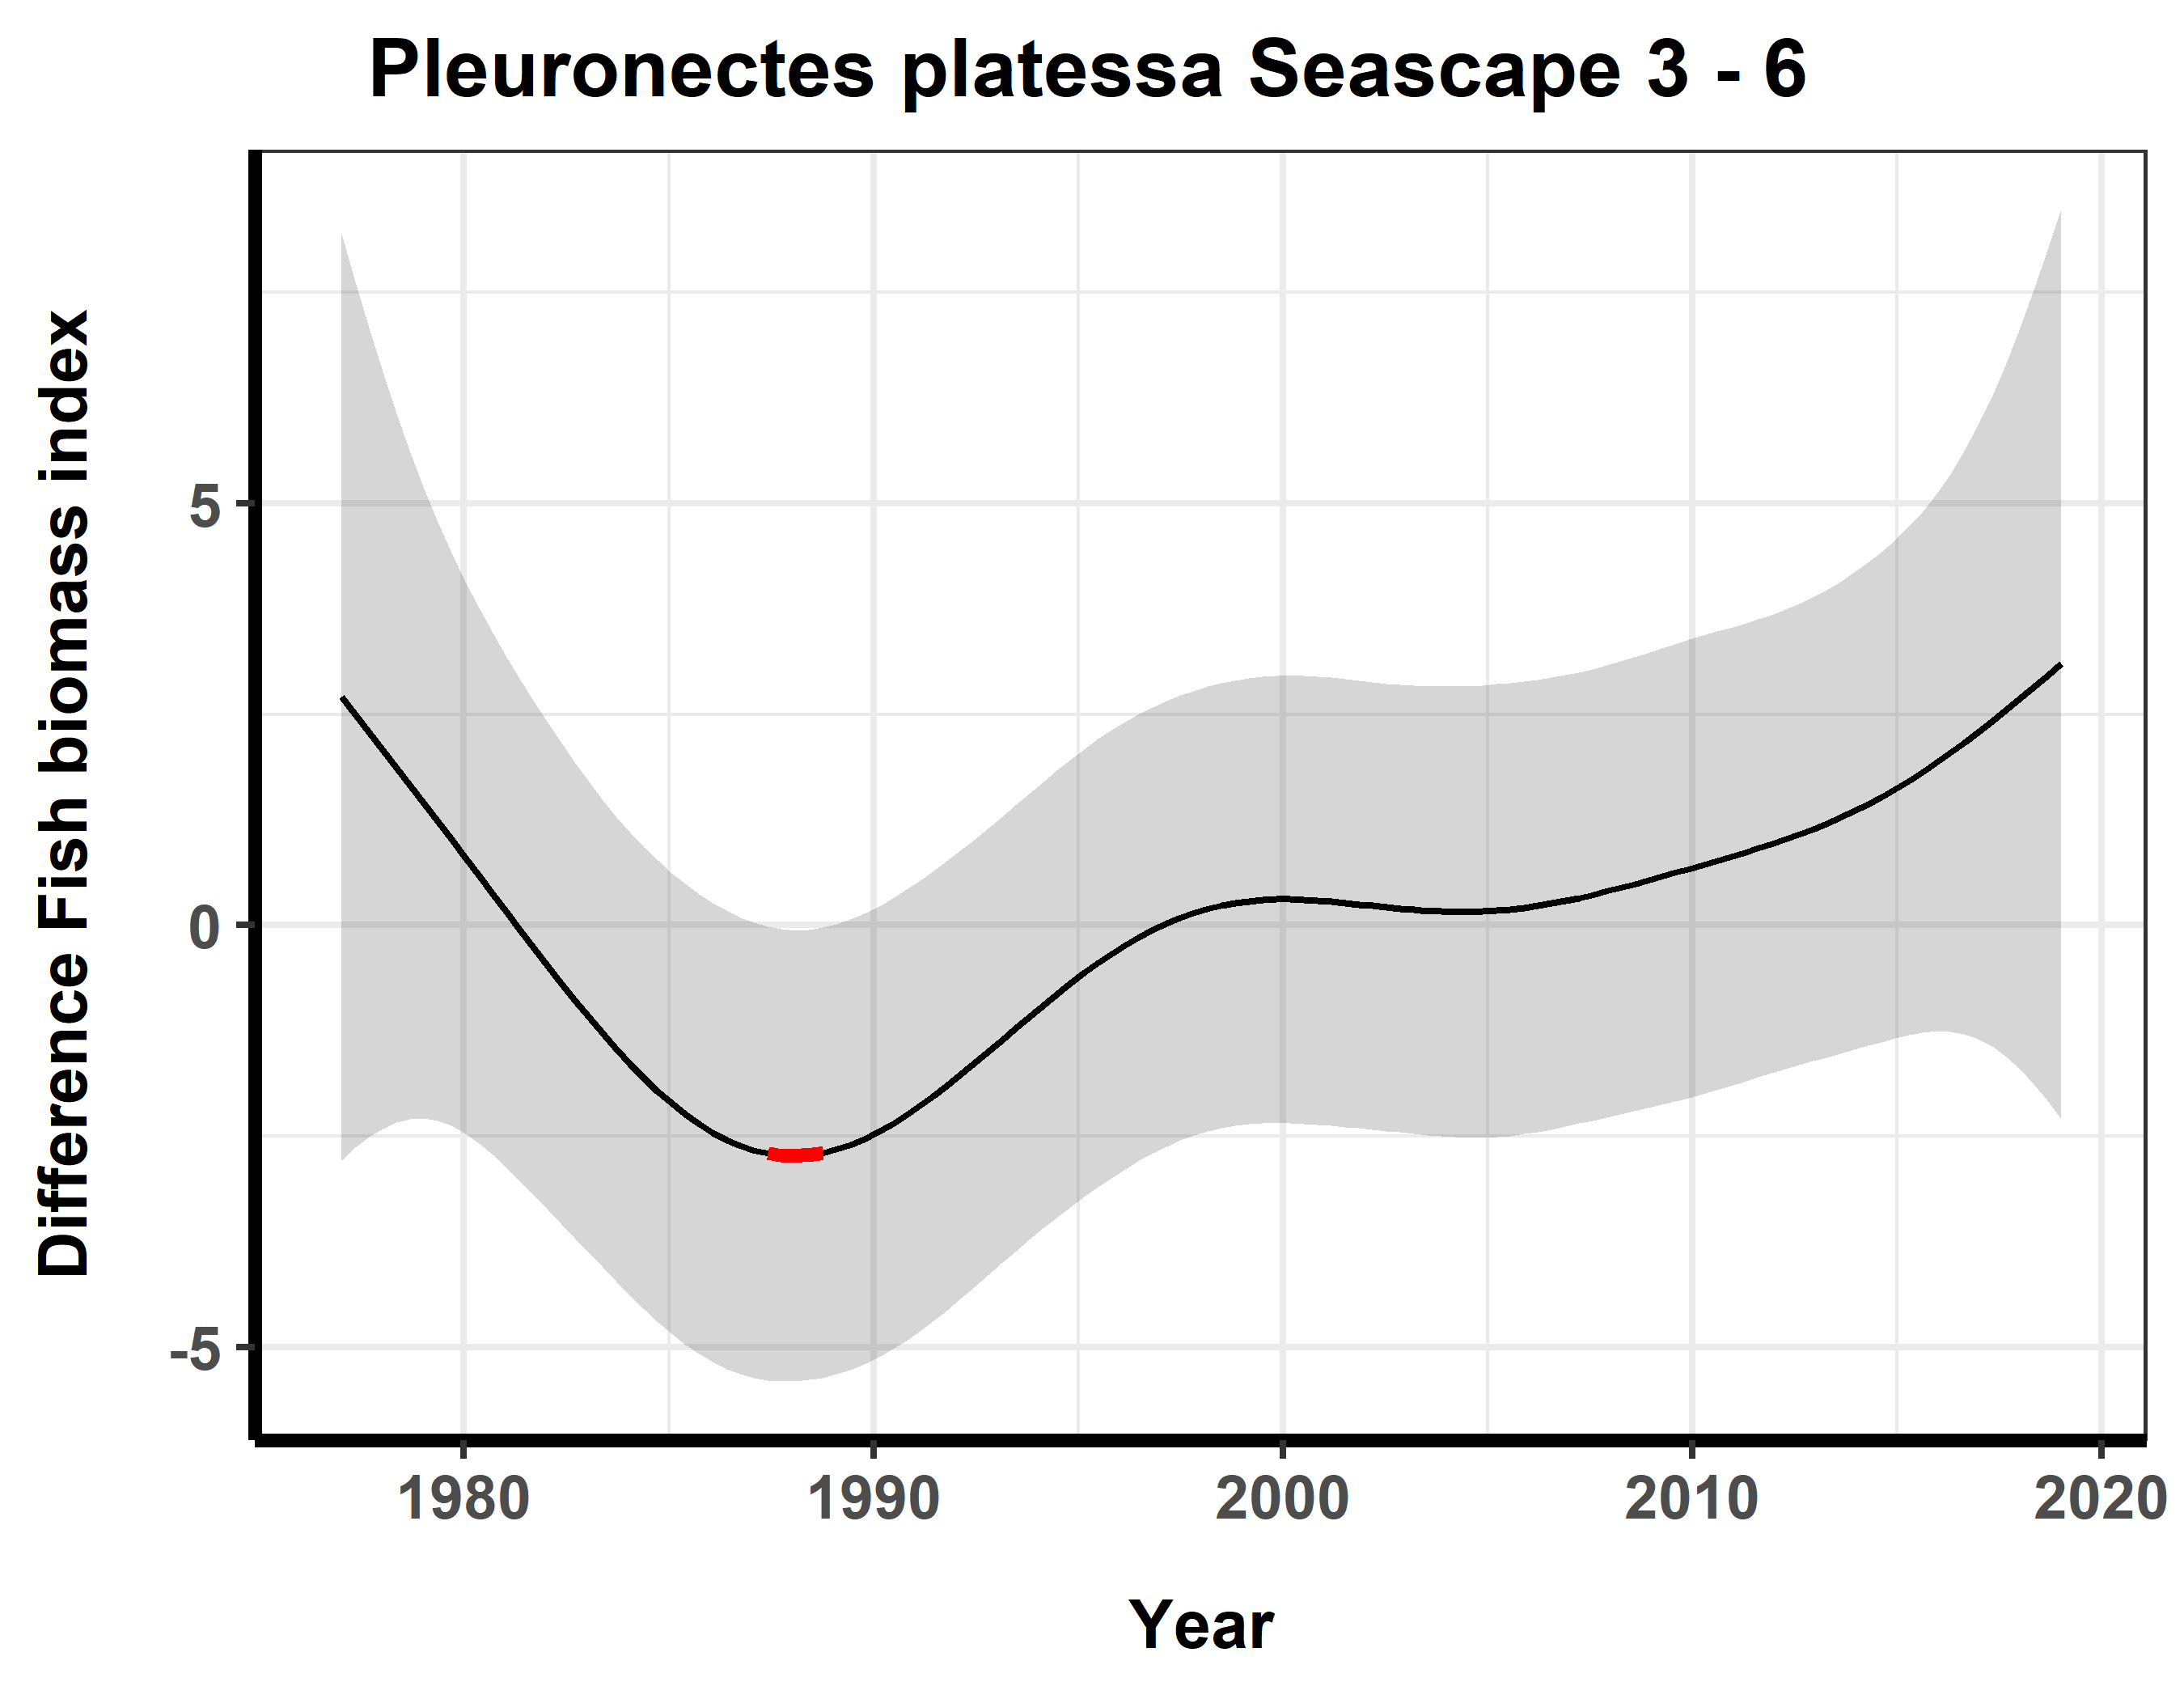 Pleuronectes platessa Seascape 3 - 6
Difference Fish biomass index
5
0
-5
1980 1990 2000 2010 2020
Year